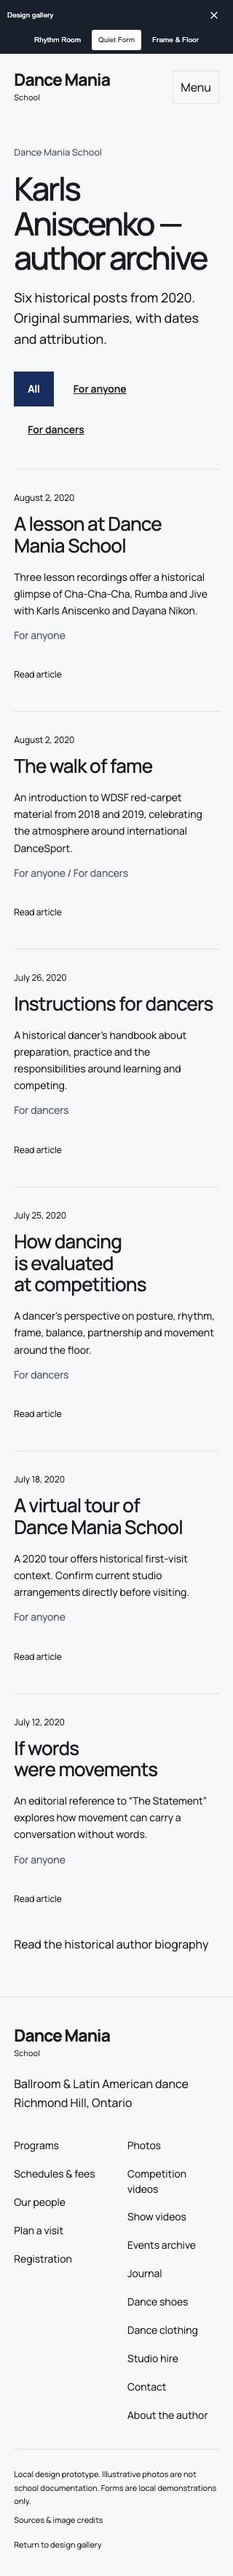 Design gallery
×
Rhythm Room
Quiet Form
Frame & Floor
Dance Mania
School
Menu
Dance Mania School
Karls
Aniscenko —
author archive
Six historical posts from 2020.
Original summaries, with dates
and attribution.
All
For anyone
For dancers
August 2, 2020
A lesson at Dance
Mania School
Three lesson recordings offer a historical
glimpse of Cha-Cha-Cha, Rumba and Jive
with Karls Aniscenko and Dayana Nikon.
For anyone
Read article
August 2, 2020
The walk of fame
An introduction to WDSF red-carpet
material from 2018 and 2019, celebrating
the atmosphere around international
DanceSport.
For anyone / For dancers
Read article
July 26, 2020
Instructions for dancers
A historical dancer’s handbook about
preparation, practice and the
responsibilities around learning and
competing.
For dancers
Read article
July 25, 2020
How dancing
is evaluated
at competitions
A dancer’s perspective on posture, rhythm,
frame, balance, partnership and movement
around the floor.
For dancers
Read article
July 18, 2020
A virtual tour of
Dance Mania School
A 2020 tour offers historical first-visit
context. Confirm current studio
arrangements directly before visiting.
For anyone
Read article
July 12, 2020
If words
were movements
An editorial reference to “The Statement”
explores how movement can carry a
conversation without words.
For anyone
Read article
Read the historical author biography
Dance Mania
School
Ballroom & Latin American dance
Richmond Hill, Ontario
Programs
Schedules & fees
Our people
Plan a visit
Registration
Photos
Competition
videos
Show videos
Events archive
Journal
Dance shoes
Dance clothing
Studio hire
Contact
About the author
Local design prototype. Illustrative photos are not
school documentation. Forms are local demonstrations
only.
Sources & image credits
Return to design gallery